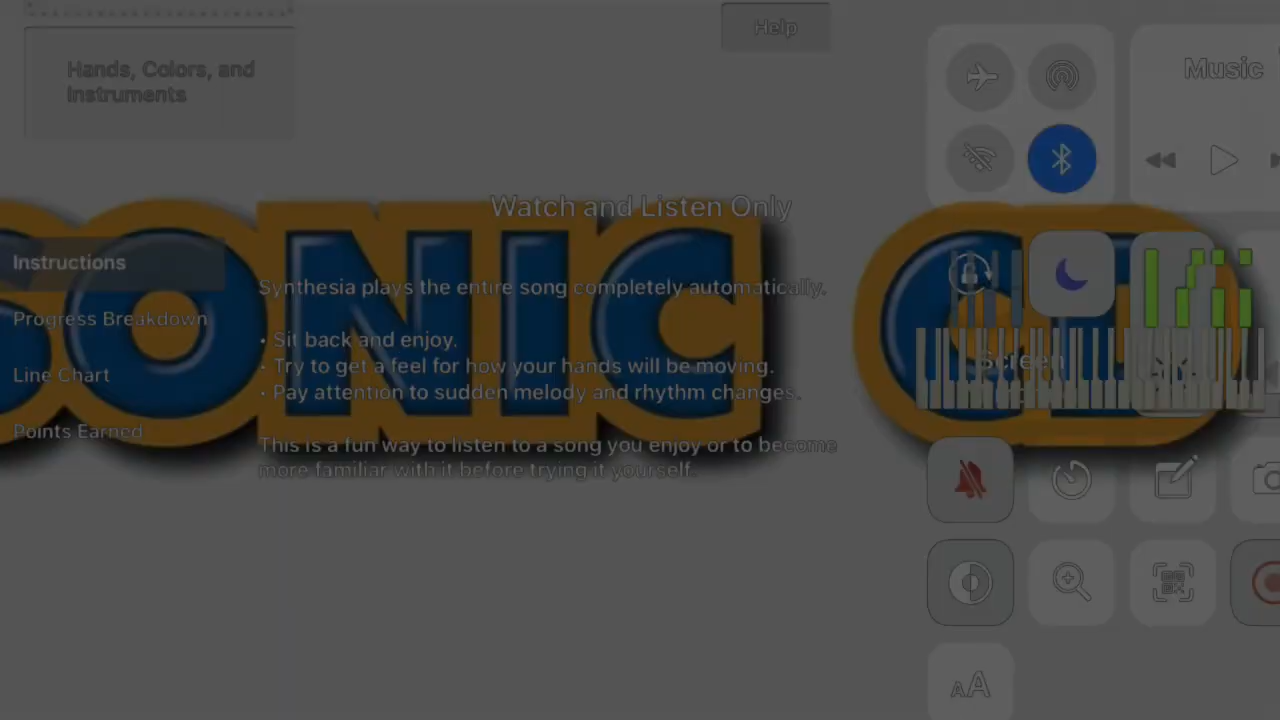 Help
Hands, Colors, and
Instruments
Music
Watch and Listen Only
SONIC
Instructions
Synthesia plays the entire song completely automatically.
Progress Breakdown
• Sit back and enjoy.
• Try to get a feel for how your hands will be moving.
• Pay attention to sudden melody and rhythm changes.
Screen
Line Chart
Points Earned
This is a fun way to listen to a song you enjoy or to become
more familiar with it before trying it yourself.
AA